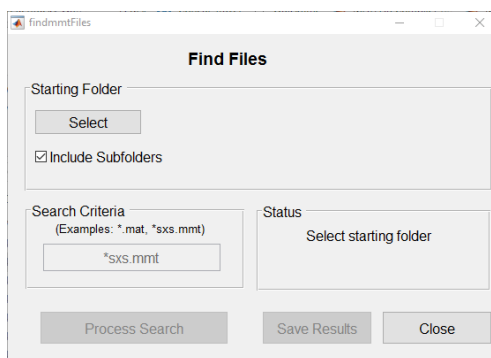 findmmtFiles
Find Files
Starting Folder
Select
Include Subfolders
Search Criteria
(Examples: *.mat, *sxs.mmt)
*sxs.mmt
Status
Select starting folder
Process Search
Save Results
Close